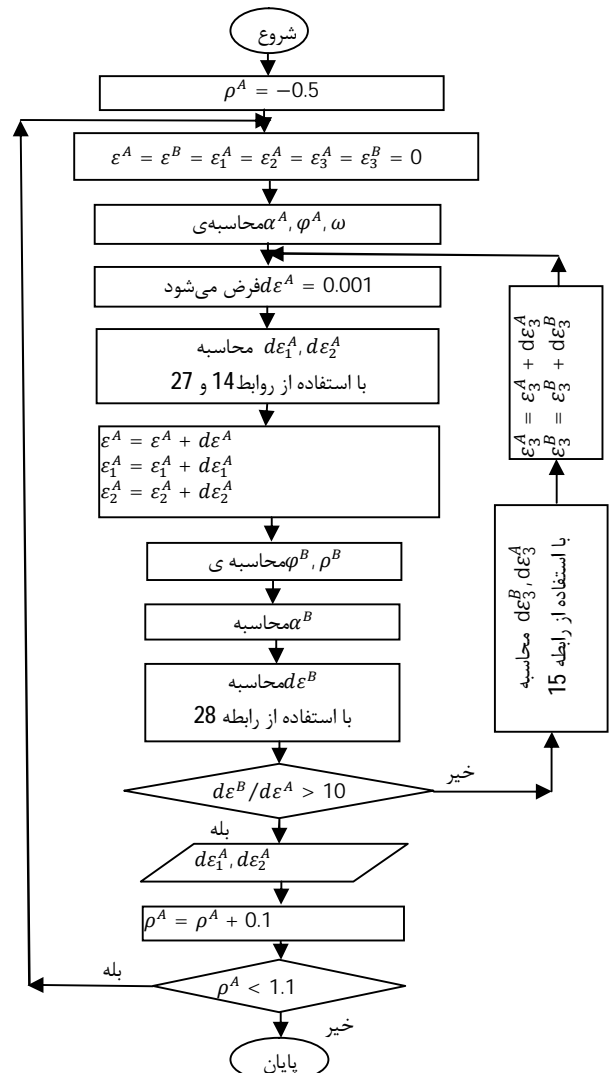 شروع
ρ^A = −0.5
ε^A = ε^B = ε_1^A = ε_2^A = ε_3^A = ε_3^B = 0
محاسبه‌ی α^A, φ^A, ω
فرض می‌شود dε^A = 0.001
محاسبه dε_1^A, dε_2^A
با استفاده از روابط 14 و 27
ε^A = ε^A + dε^A
ε_1^A = ε_1^A + dε_1^A
ε_2^A = ε_2^A + dε_2^A
محاسبه ی φ^B, ρ^B
محاسبه α^B
محاسبه dε^B
با استفاده از رابطه 28
dε^B/dε^A > 10
خیر
محاسبه dε_3^B, dε_3^A
با استفاده از رابطه 15
ε_3^A = ε_3^A + dε_3^A
ε_3^B = ε_3^B + dε_3^B
بله
dε_1^A, dε_2^A
ρ^A = ρ^A + 0.1
ρ^A < 1.1
بله
خیر
پایان